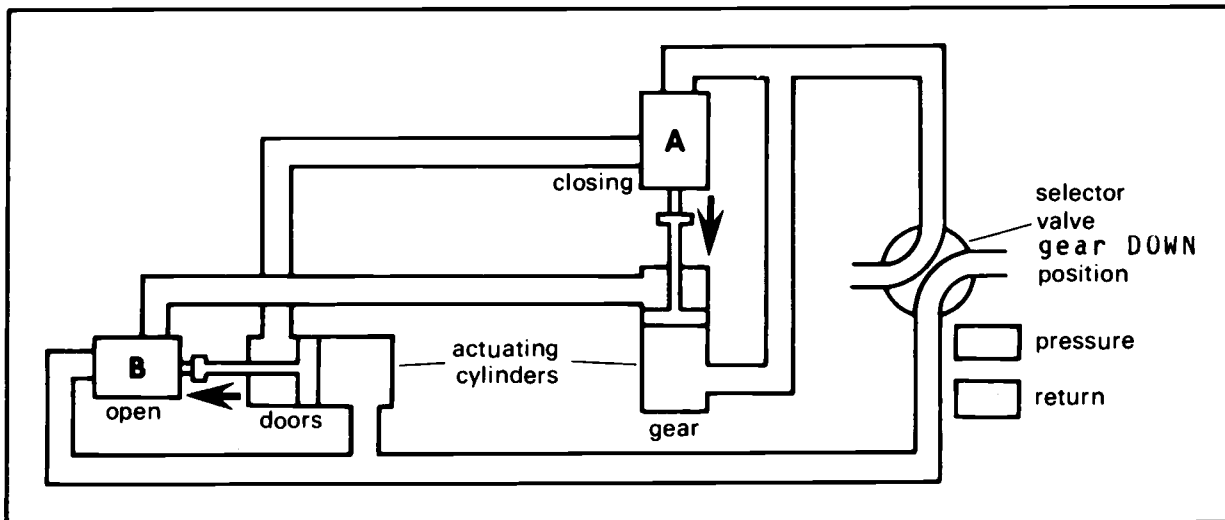 A
closing
selector
valve
gear DOWN
position
B
open
doors
actuating
cylinders
gear
pressure
return